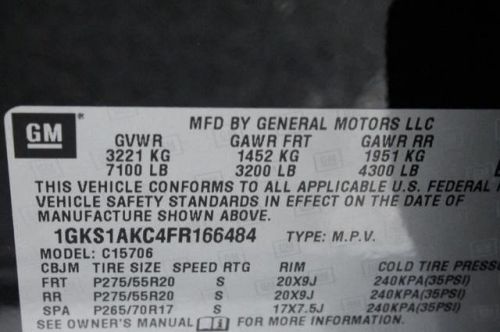 GM
MFD BY GENERAL MOTORS LLC
GVWR GAWR FRT GAWR RR
3221 KG 1452 KG 1951 KG
7100 LB 3200 LB 4300 LB
THIS VEHICLE CONFORMS TO ALL APPLICABLE U.S. FEDERAL
VEHICLE SAFETY STANDARDS IN EFFECT ON THE DATE OF
MANUFACTURE SHOWN ABOVE.
1GKS1AKC4FR166484 TYPE: M.P.V.
MODEL: C15706
CBJM TIRE SIZE SPEED RTG RIM COLD TIRE PRESS
FRT P275/55R20 S 20X9J 240KPA(35PSI)
RR P275/55R20 S 20X9J 240KPA(35PSI)
SPA P265/70R17 S 17X7.5J 240KPA(35PSI)
SEE OWNER'S MANUAL FOR MORE INFORMATION.